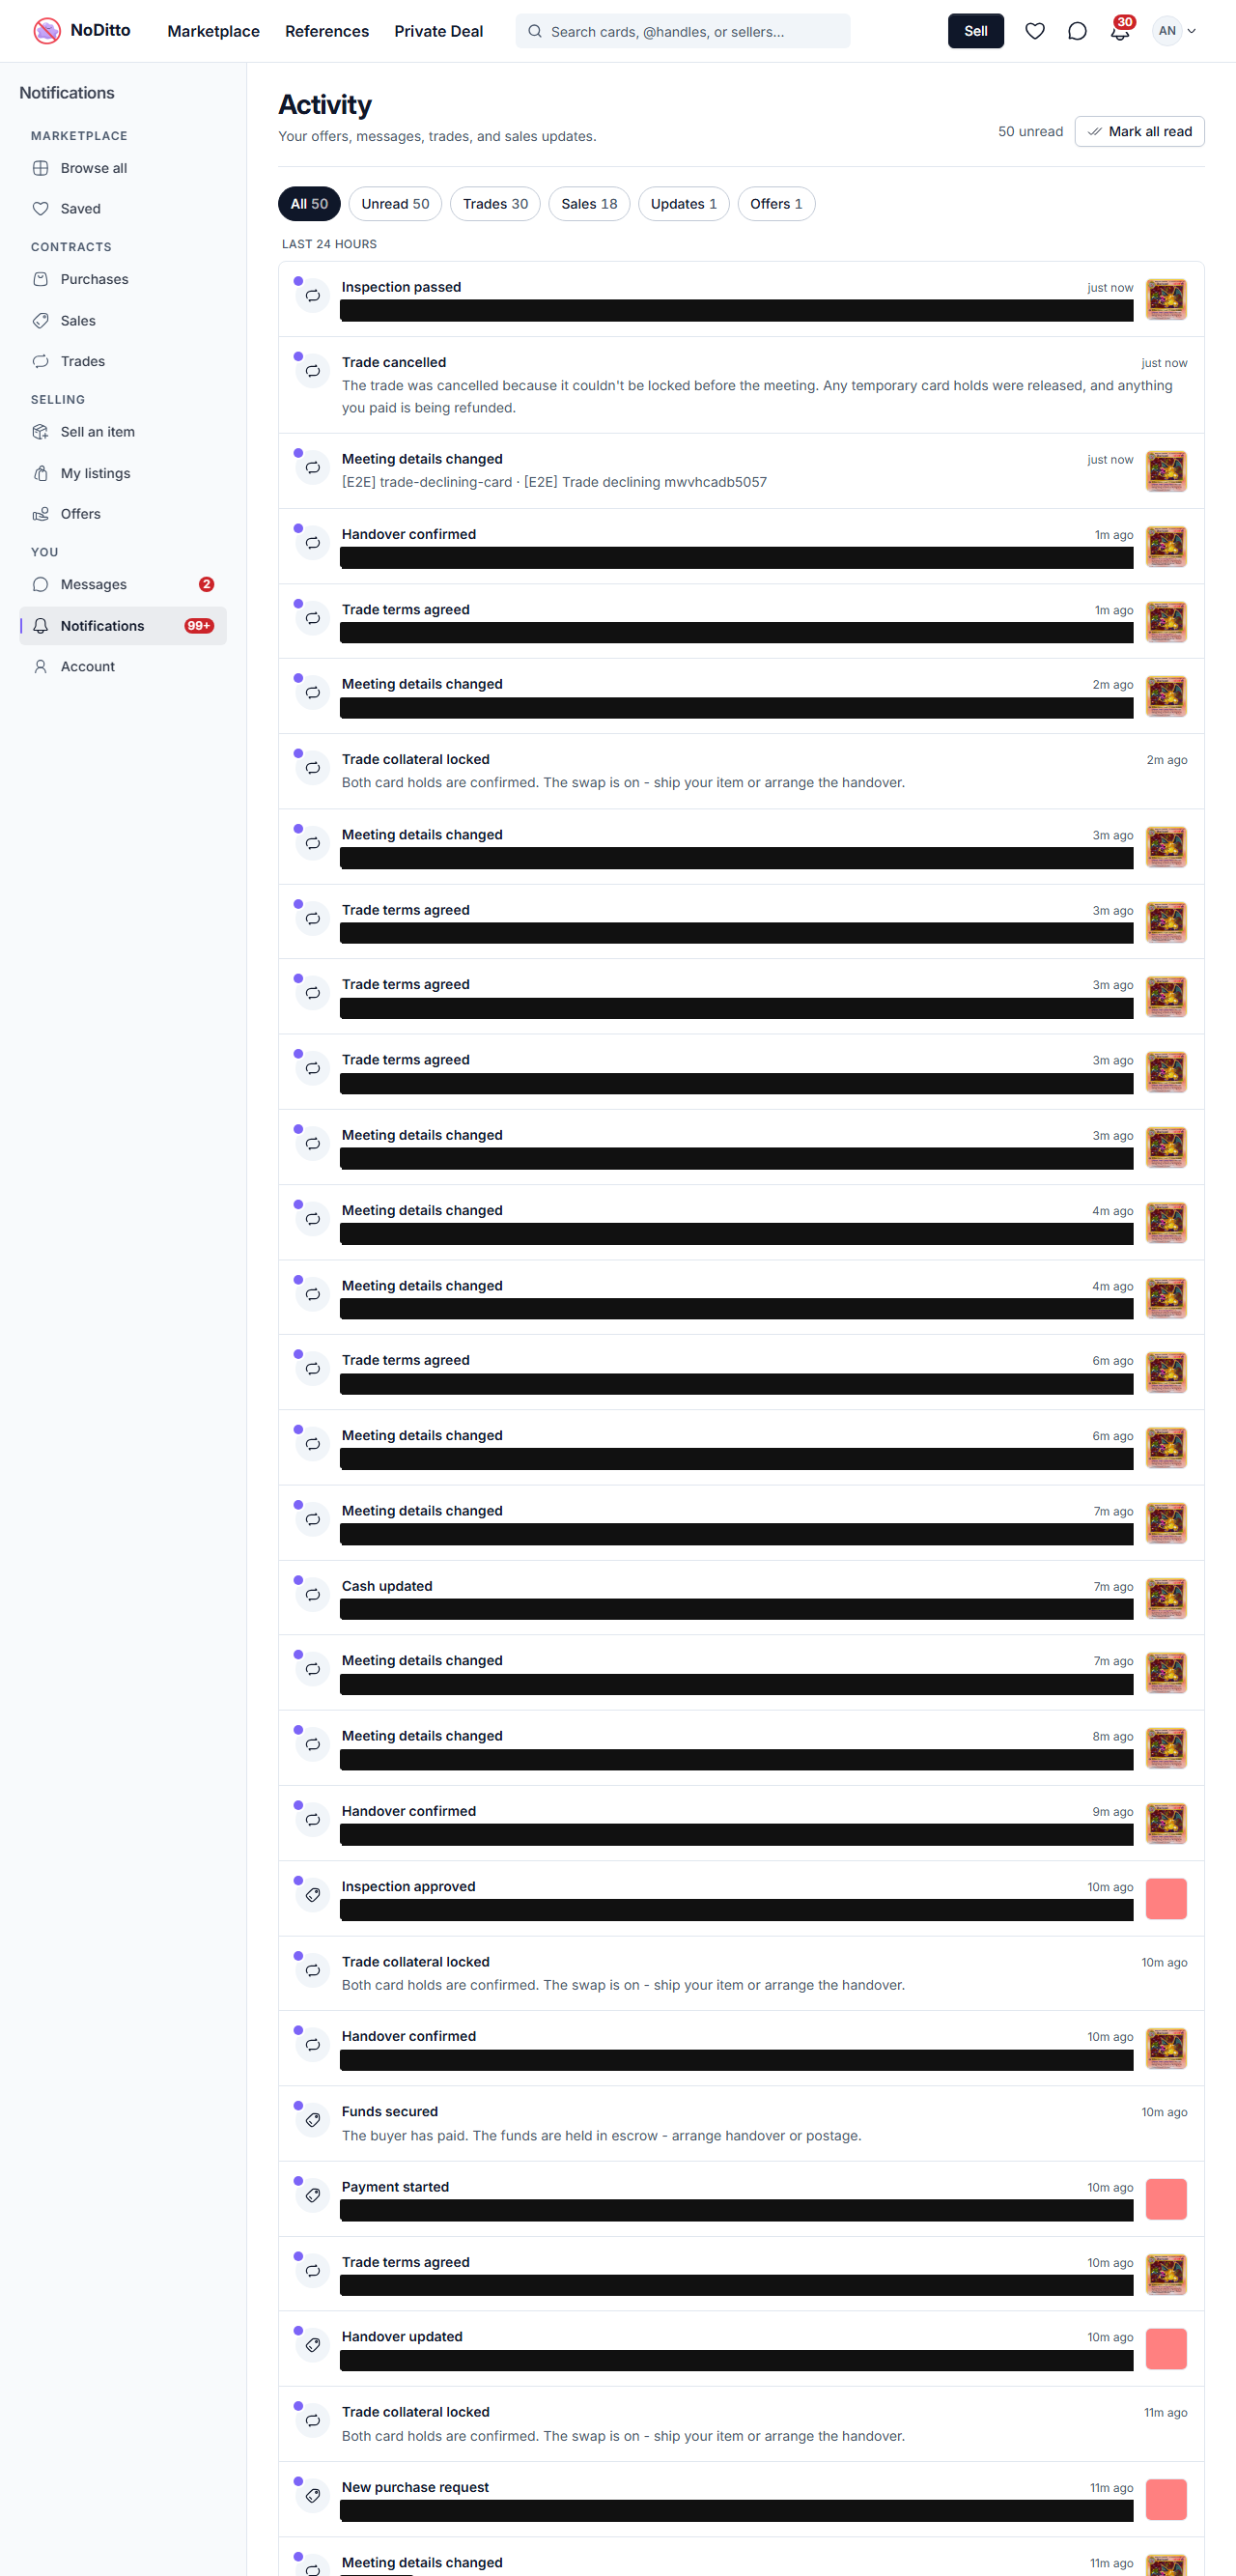 NoDitto
Marketplace
References
Private Deal
Search cards, @handles, or sellers...
Sell
30
AN
Notifications
MARKETPLACE
Browse all
Saved
CONTRACTS
Purchases
Sales
Trades
SELLING
Sell an item
My listings
Offers
YOU
Messages 2
Notifications 99+
Account
Activity
Your offers, messages, trades, and sales updates.
50 unread
Mark all read
All 50
Unread 50
Trades 30
Sales 18
Updates 1
Offers 1
LAST 24 HOURS
Inspection passed
just now
Trade cancelled
just now
The trade was cancelled because it couldn't be locked before the meeting. Any temporary card holds were released, and anything
you paid is being refunded.
Meeting details changed
just now
[E2E] trade-declining-card · [E2E] Trade declining mwvhcadb5057
Handover confirmed
1m ago
Trade terms agreed
1m ago
Meeting details changed
2m ago
Trade collateral locked
2m ago
Both card holds are confirmed. The swap is on - ship your item or arrange the handover.
Meeting details changed
3m ago
Trade terms agreed
3m ago
Trade terms agreed
3m ago
Trade terms agreed
3m ago
Meeting details changed
3m ago
Meeting details changed
4m ago
Meeting details changed
4m ago
Trade terms agreed
6m ago
Meeting details changed
6m ago
Meeting details changed
7m ago
Cash updated
7m ago
Meeting details changed
7m ago
Meeting details changed
8m ago
Handover confirmed
9m ago
Inspection approved
10m ago
Trade collateral locked
10m ago
Both card holds are confirmed. The swap is on - ship your item or arrange the handover.
Handover confirmed
10m ago
Funds secured
10m ago
The buyer has paid. The funds are held in escrow - arrange handover or postage.
Payment started
10m ago
Trade terms agreed
10m ago
Handover updated
10m ago
Trade collateral locked
11m ago
Both card holds are confirmed. The swap is on - ship your item or arrange the handover.
New purchase request
11m ago
Meeting details changed
11m ago